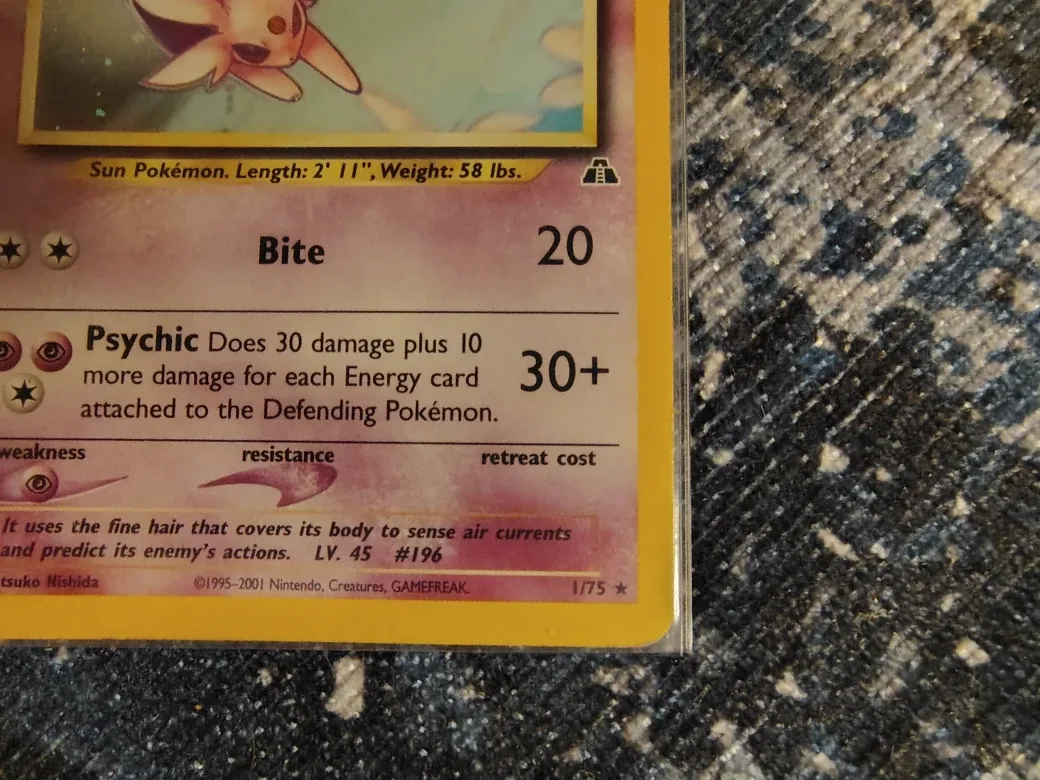 Sun Pokémon. Length: 2' 11", Weight: 58 lbs.
Bite 20
Psychic Does 30 damage plus 10
more damage for each Energy card 30+
attached to the Defending Pokémon.
weakness resistance retreat cost
It uses the fine hair that covers its body to sense air currents
and predict its enemy's actions. LV. 45 #196
tsuko Nishida ©1995–2001 Nintendo, Creatures, GAMEFREAK. 1/75 ★